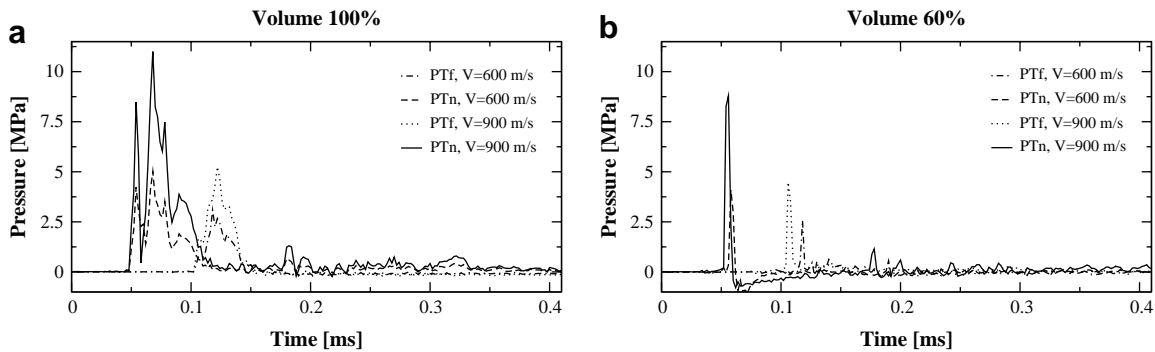 a
Volume 100%
Pressure [MPa]
10
7.5
5
2.5
0
PTf, V=600 m/s
PTn, V=600 m/s
PTf, V=900 m/s
PTn, V=900 m/s
0
0.1
0.2
0.3
0.4
Time [ms]
b
Volume 60%
Pressure [MPa]
10
7.5
5
2.5
0
PTf, V=600 m/s
PTn, V=600 m/s
PTf, V=900 m/s
PTn, V=900 m/s
0
0.1
0.2
0.3
0.4
Time [ms]